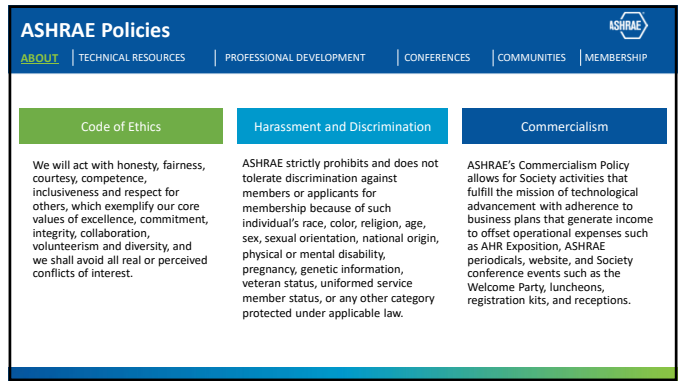 ASHRAE Policies
ASHRAE
ABOUT
TECHNICAL RESOURCES
PROFESSIONAL DEVELOPMENT
CONFERENCES
COMMUNITIES
MEMBERSHIP
Code of Ethics
We will act with honesty, fairness,
courtesy, competence,
inclusiveness and respect for
others, which exemplify our core
values of excellence, commitment,
integrity, collaboration,
volunteerism and diversity, and
we shall avoid all real or perceived
conflicts of interest.
Harassment and Discrimination
ASHRAE strictly prohibits and does not
tolerate discrimination against
members or applicants for
membership because of such
individual's race, color, religion, age,
sex, sexual orientation, national origin,
physical or mental disability,
pregnancy, genetic information,
veteran status, uniformed service
member status, or any other category
protected under applicable law.
Commercialism
ASHRAE's Commercialism Policy
allows for Society activities that
fulfill the mission of technological
advancement with adherence to
business plans that generate income
to offset operational expenses such
as AHR Exposition, ASHRAE
periodicals, website, and Society
conference events such as the
Welcome Party, luncheons,
registration kits, and receptions.